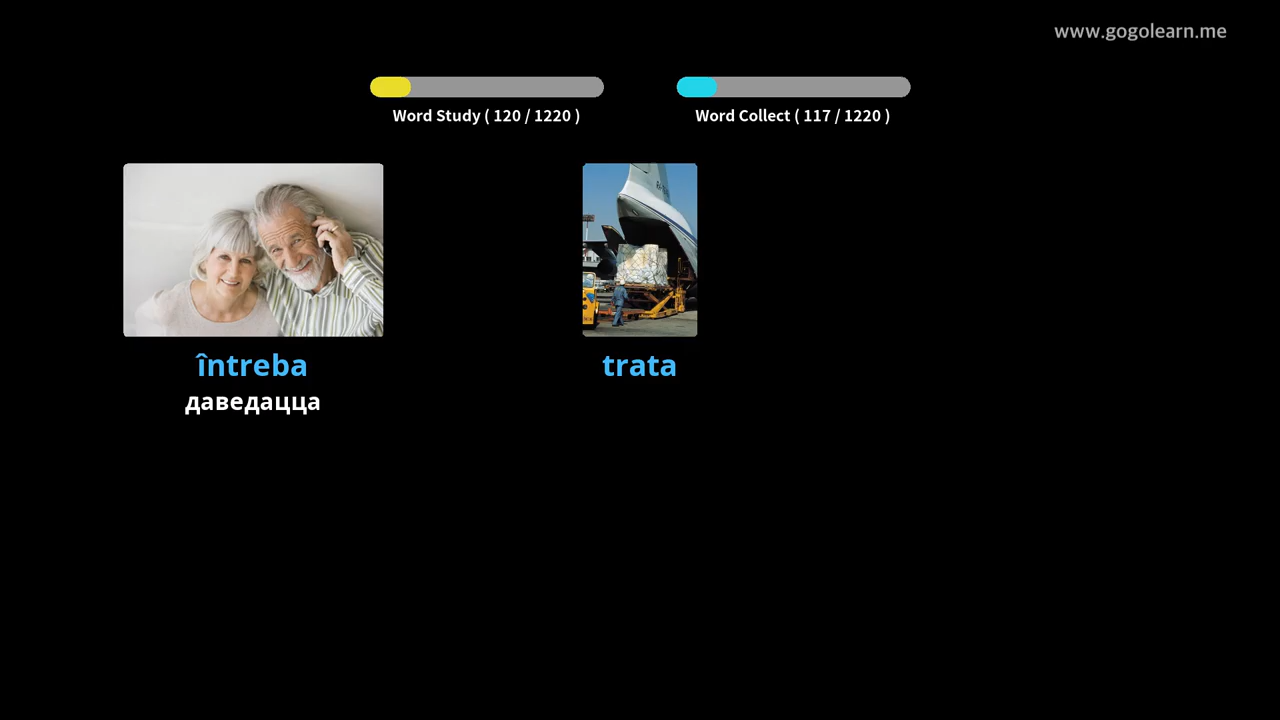 www.gogolearn.me
Word Study ( 120 / 1220 )
Word Collect ( 117 / 1220 )
întreba
даведацца
trata